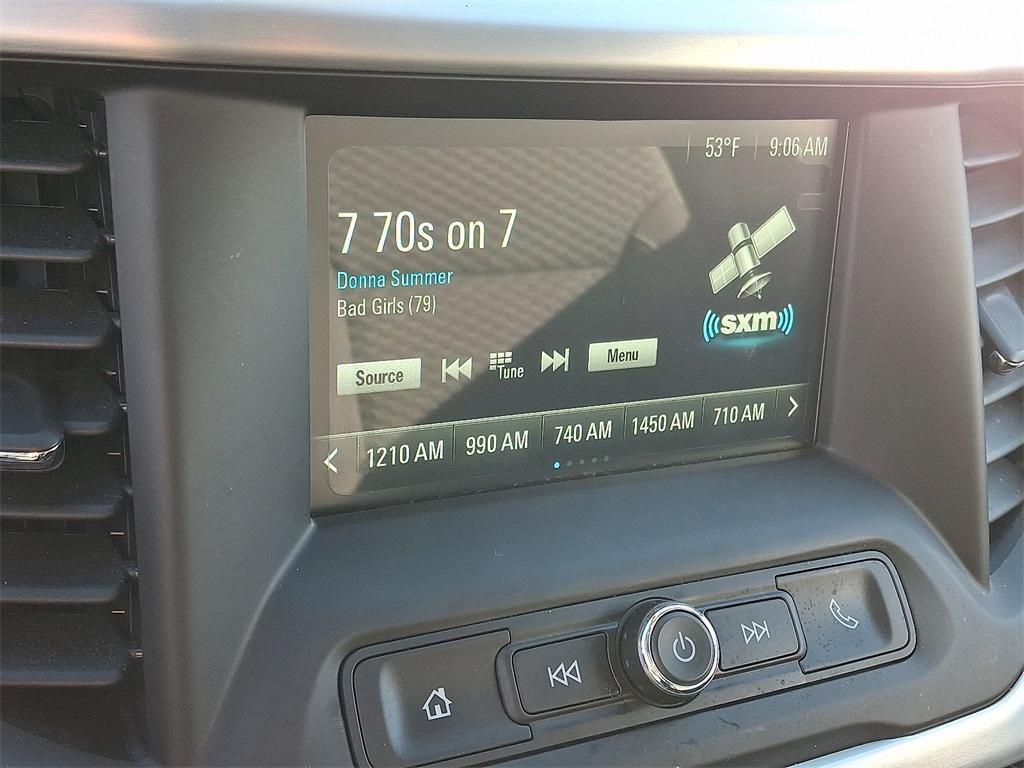 53°F 9:06 AM
7 70s on 7
Donna Summer
Bad Girls (79)
sxm
Source Tune Menu
1210 AM 990 AM 740 AM 1450 AM 710 AM